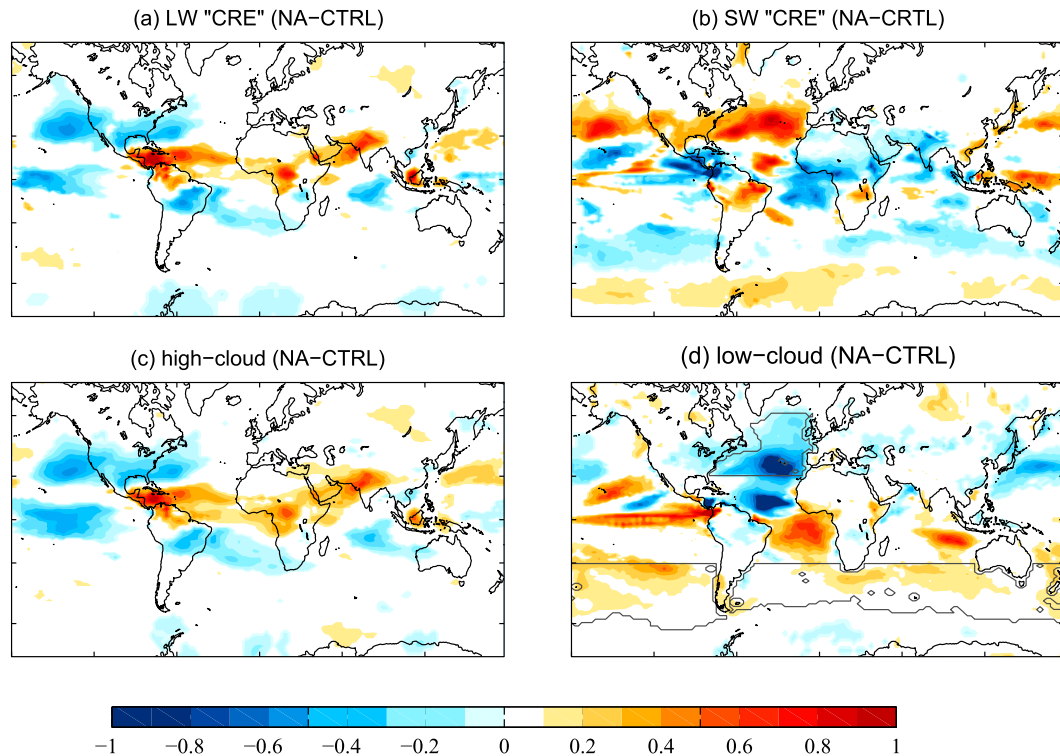 (a) LW "CRE" (NA−CTRL)
(b) SW "CRE" (NA−CRTL)
(c) high−cloud (NA−CTRL)
(d) low−cloud (NA−CTRL)
−1 −0.8 −0.6 −0.4 −0.2 0 0.2 0.4 0.6 0.8 1